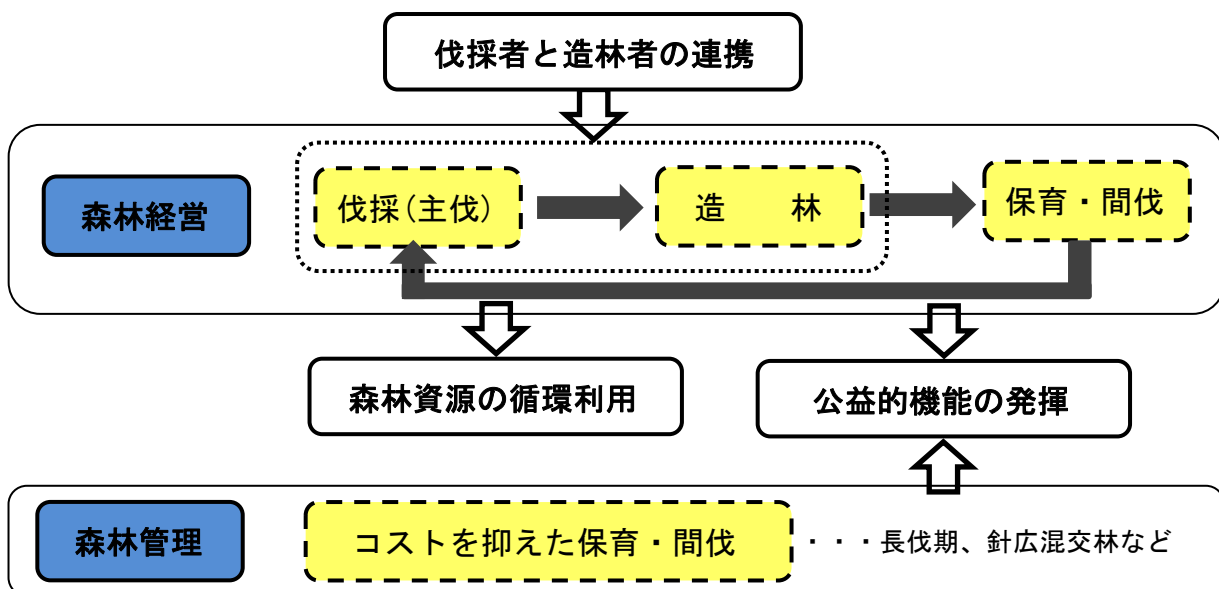 伐採者と造林者の連携
森林経営
伐採(主伐)
造　　林
保育・間伐
森林資源の循環利用
公益的機能の発揮
森林管理
コストを抑えた保育・間伐
・・・長伐期、針広混交林など